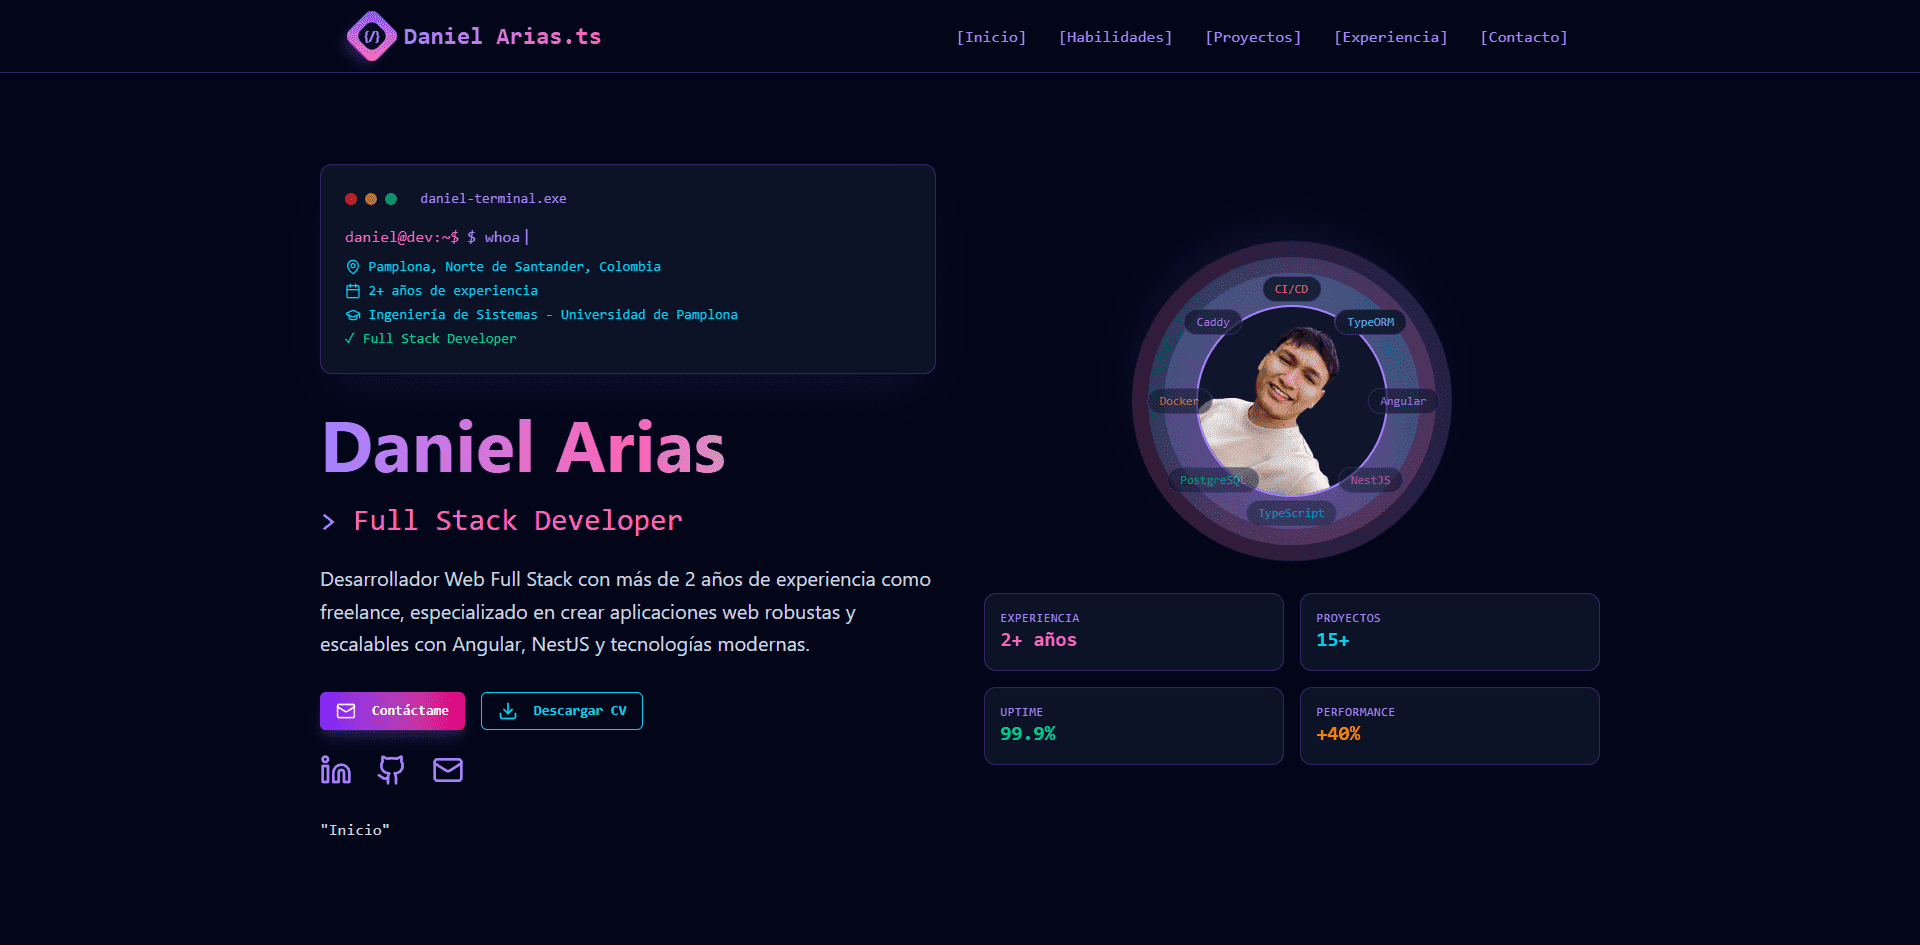 {/} Daniel Arias.ts
[Inicio] [Habilidades] [Proyectos] [Experiencia] [Contacto]
daniel-terminal.exe
daniel@dev:~$ $ whoa|
Pamplona, Norte de Santander, Colombia
2+ años de experiencia
Ingeniería de Sistemas - Universidad de Pamplona
✓ Full Stack Developer
Daniel Arias
> Full Stack Developer
Desarrollador Web Full Stack con más de 2 años de experiencia como
freelance, especializado en crear aplicaciones web robustas y
escalables con Angular, NestJS y tecnologías modernas.
Contáctame
Descargar CV
"Inicio"
CI/CD
Caddy
TypeORM
Docker
Angular
PostgreSQL
NestJS
TypeScript
EXPERIENCIA
2+ años
PROYECTOS
15+
UPTIME
99.9%
PERFORMANCE
+40%